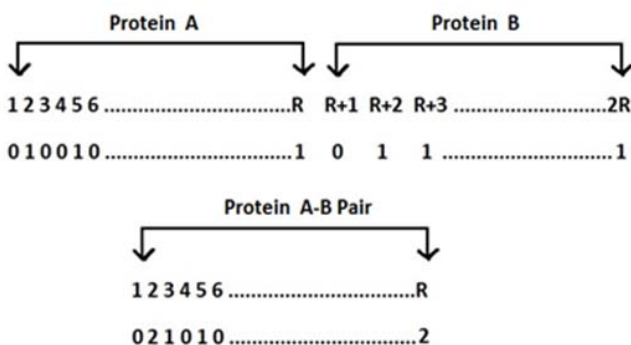 Protein A Protein B
1 2 3 4 5 6 ............................................ R R+1 R+2 R+3 ....................................2R
0 1 0 0 1 0 ............................................ 1 0 1 1 ........................................1
Protein A-B Pair
1 2 3 4 5 6 ............................................R
0 2 1 0 1 0 ............................................2